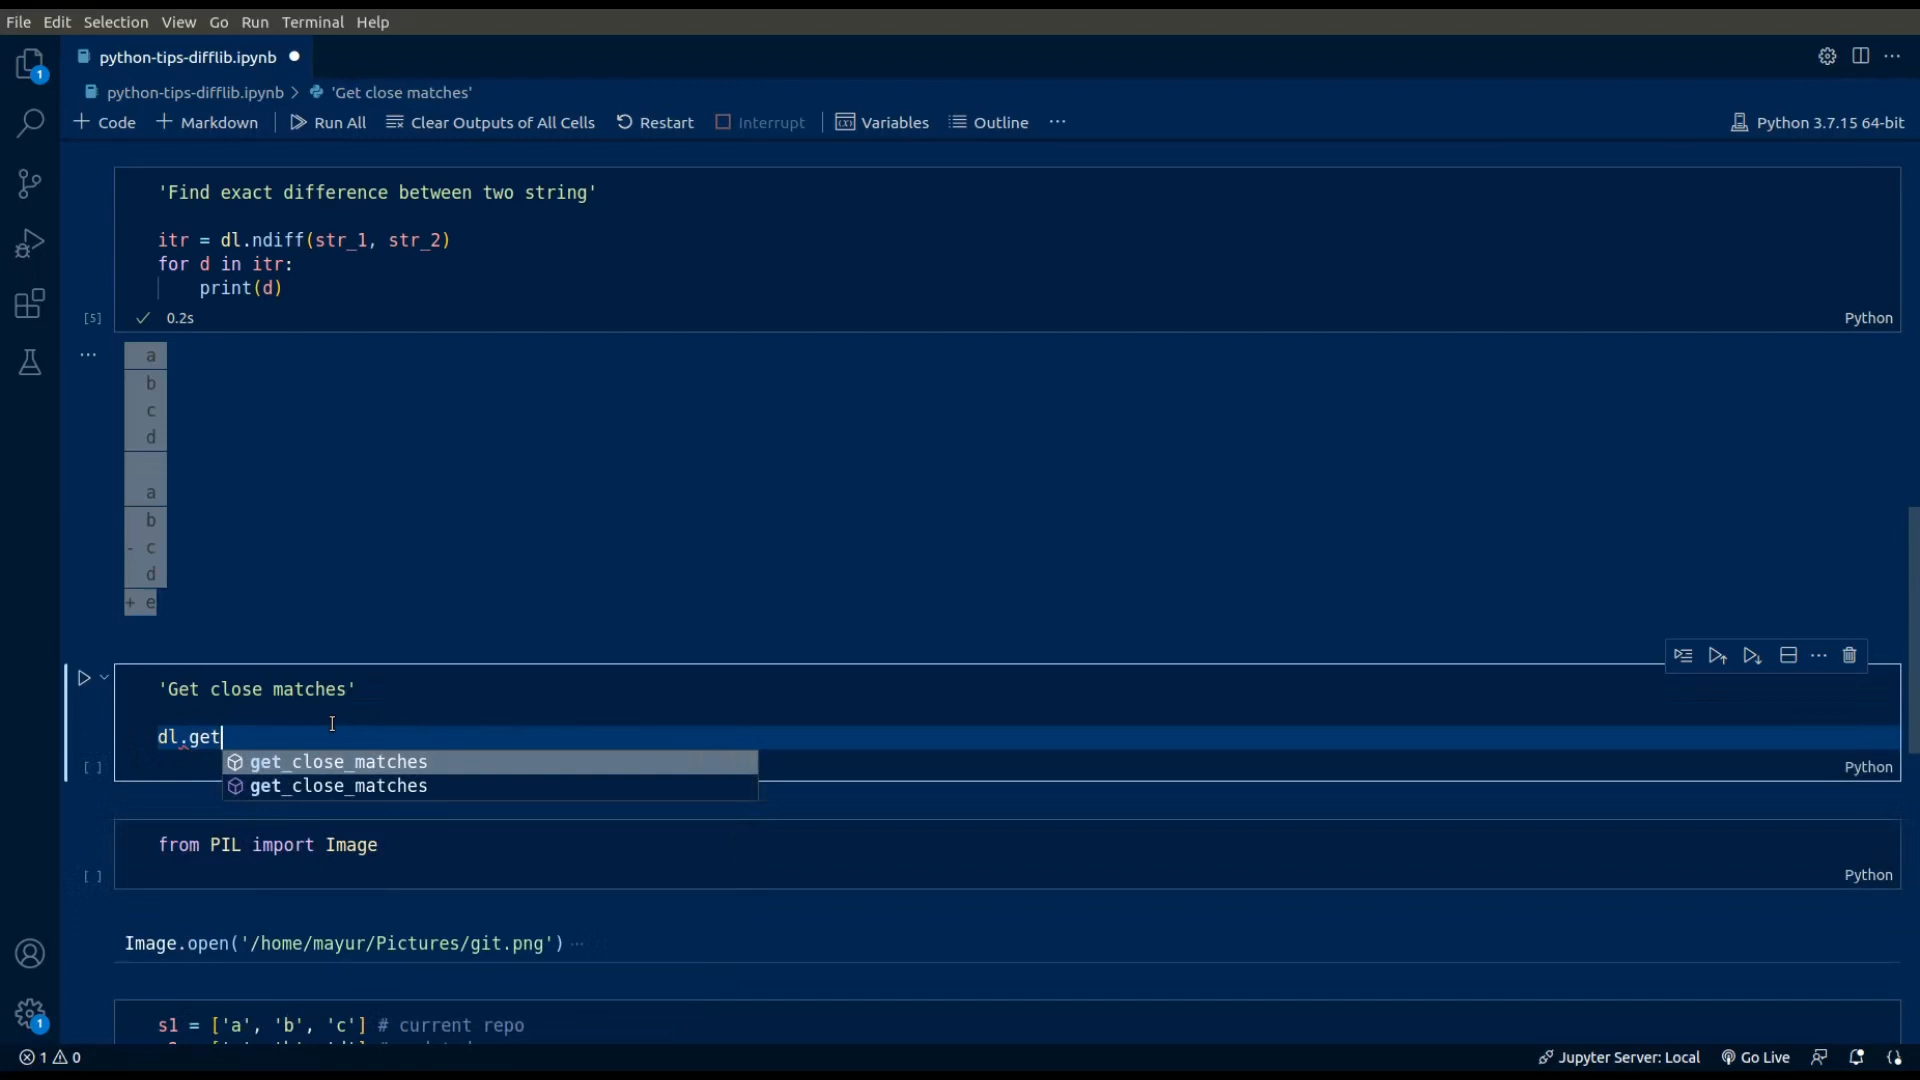 File Edit Selection View Go Run Terminal Help
python-tips-difflib.ipynb
python-tips-difflib.ipynb > 'Get close matches'
+ Code + Markdown Run All Clear Outputs of All Cells Restart Interrupt Variables Outline ... Python 3.7.15 64-bit
'Find exact difference between two string'
itr = dl.ndiff(str_1, str_2)
for d in itr:
print(d)
[5] 0.2s Python
a
b
c
d
a
b
- c
d
+ e
'Get close matches'
dl.get
get_close_matches
[ ] Python
get_close_matches
from PIL import Image
[ ] Python
Image.open('/home/mayur/Pictures/git.png') ...
s1 = ['a', 'b', 'c'] # current repo
1 0 Jupyter Server: Local Go Live